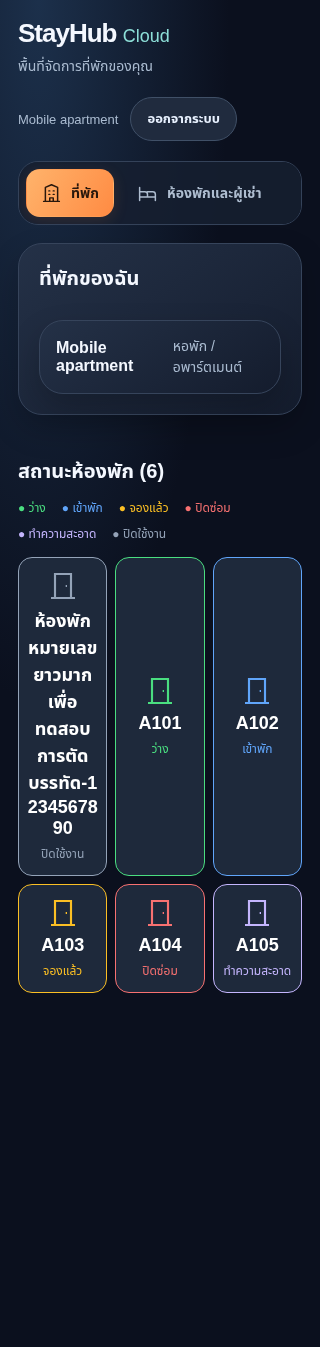 StayHub Cloud
พื้นที่จัดการที่พักของคุณ
Mobile apartment
ออกจากระบบ
ที่พัก
ห้องพักและผู้เช่า
ที่พักของฉัน
Mobile
apartment
หอพัก /
อพาร์ตเมนต์
สถานะห้องพัก (6)
● ว่าง ● เข้าพัก ● จองแล้ว ● ปิดซ่อม
● ทำความสะอาด ● ปิดใช้งาน
ห้องพัก
หมายเลข
ยาวมาก
เพื่อ
ทดสอบ
การตัด
บรรทัด-1
2345678
90
ปิดใช้งาน
A101
ว่าง
A102
เข้าพัก
A103
จองแล้ว
A104
ปิดซ่อม
A105
ทำความสะอาด